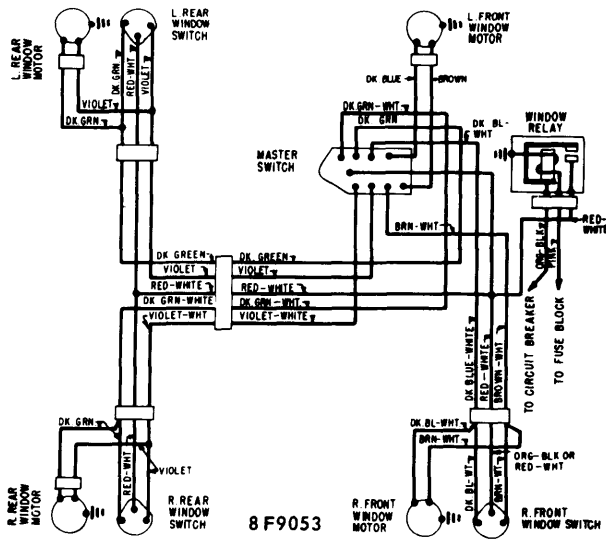 L. REAR
WINDOW
SWITCH
L. REAR
WINDOW
MOTOR
DK GRN
RED-WHT
VIOLET
VIOLET
DK.GRN
L. FRONT
WINDOW
MOTOR
DK BLUE
BROWN
DK.GRN-WHT
DK GRN
DK BL-
WHT
WINDOW
RELAY
MASTER
SWITCH
RED-
WHITE
BRN-WHT
ORG-BLK
PINK
TO CIRCUIT BREAKER
TO FUSE BLOCK
DK GREEN
DK. GREEN
VIOLET
VIOLET
RED-WHITE
RED-WHITE
DK GRN-WHITE
DK.GRN-WHT.
VIOLET-WHT
VIOLET-WHITE
DK BLUE-WHITE
RED-WHITE
BROWN-WHT
DK. GRN
RED-WHT
VIOLET
DK.BL-WHT
BRN-WHT
ORG-BLK OR
RED-WHT
DK BL-WT
BRN-WT
R. REAR
WINDOW
MOTOR
R. REAR
WINDOW
SWITCH
8F9053
R. FRONT
WINDOW
MOTOR
R. FRONT
WINDOW SWITCH